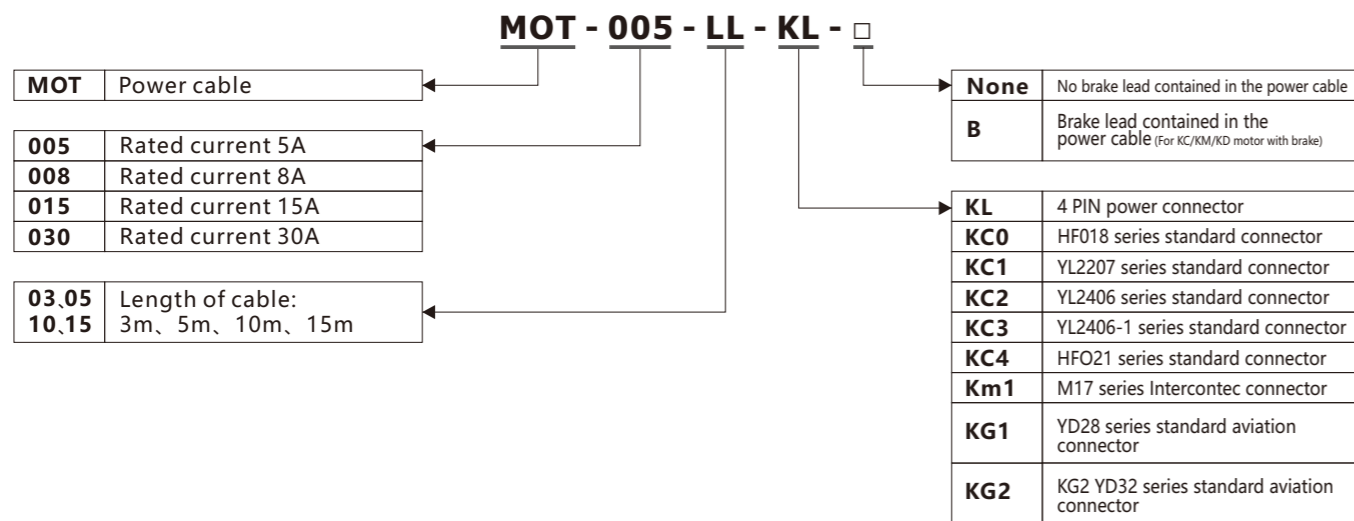 MOT - 005 - LL - KL - □
MOT Power cable
005 Rated current 5A
008 Rated current 8A
015 Rated current 15A
030 Rated current 30A
03、05 Length of cable:
10、15 3m、5m、10m、15m
None No brake lead contained in the power cable
B Brake lead contained in the
power cable (For KC/KM/KD motor with brake)
KL 4 PIN power connector
KC0 HF018 series standard connector
KC1 YL2207 series standard connector
KC2 YL2406 series standard connector
KC3 YL2406-1 series standard connector
KC4 HFO21 series standard connector
Km1 M17 series Intercontec connector
KG1 YD28 series standard aviation
connector
KG2 KG2 YD32 series standard aviation
connector